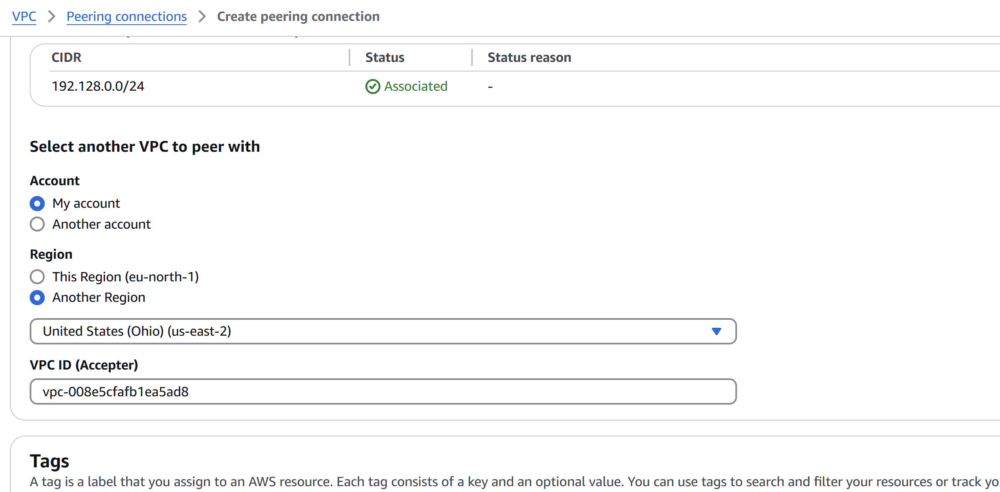 VPC > Peering connections > Create peering connection
CIDR Status Status reason
192.128.0.0/24 Associated -
Select another VPC to peer with
Account
My account
Another account
Region
This Region (eu-north-1)
Another Region
United States (Ohio) (us-east-2)
VPC ID (Accepter)
vpc-008e5cfafb1ea5ad8
Tags
A tag is a label that you assign to an AWS resource. Each tag consists of a key and an optional value. You can use tags to search and filter your resources or track yo